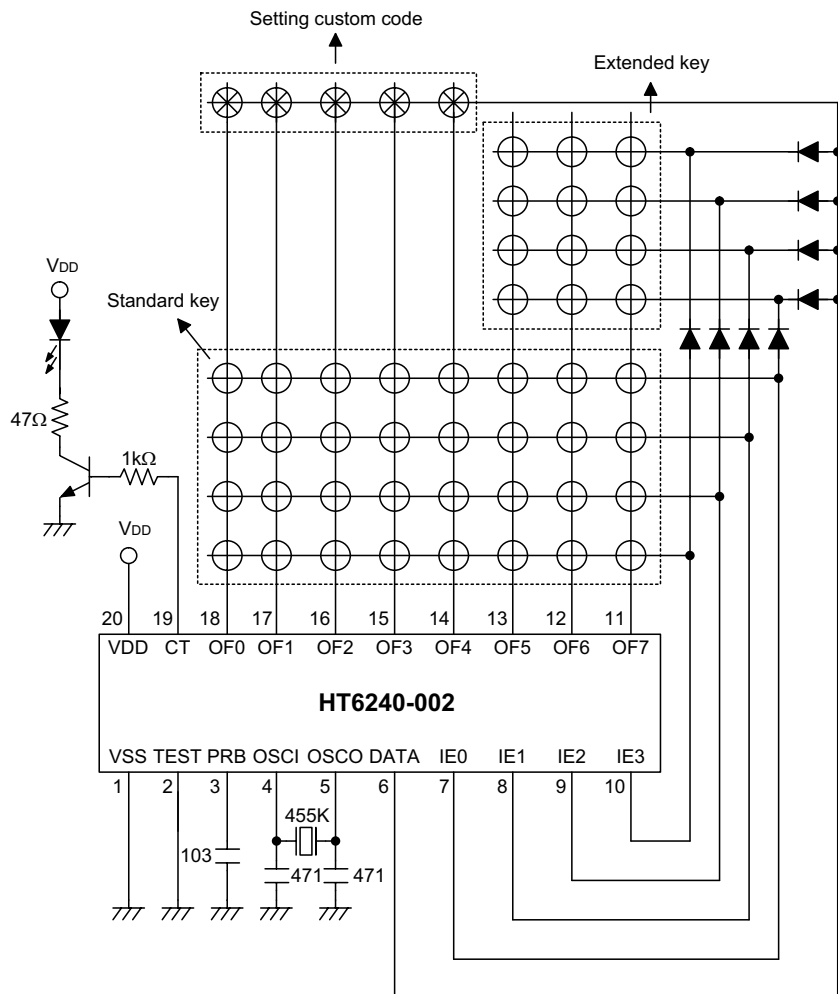 Setting custom code
Extended key
VDD
Standard key
47Ω
1kΩ
VDD
20 19 18 17 16 15 14 13 12 11
VDD CT OF0 OF1 OF2 OF3 OF4 OF5 OF6 OF7
HT6240-002
VSS TEST PRB OSCI OSCO DATA IE0 IE1 IE2 IE3
1 2 3 4 5 6 7 8 9 10
455K
103
471 471